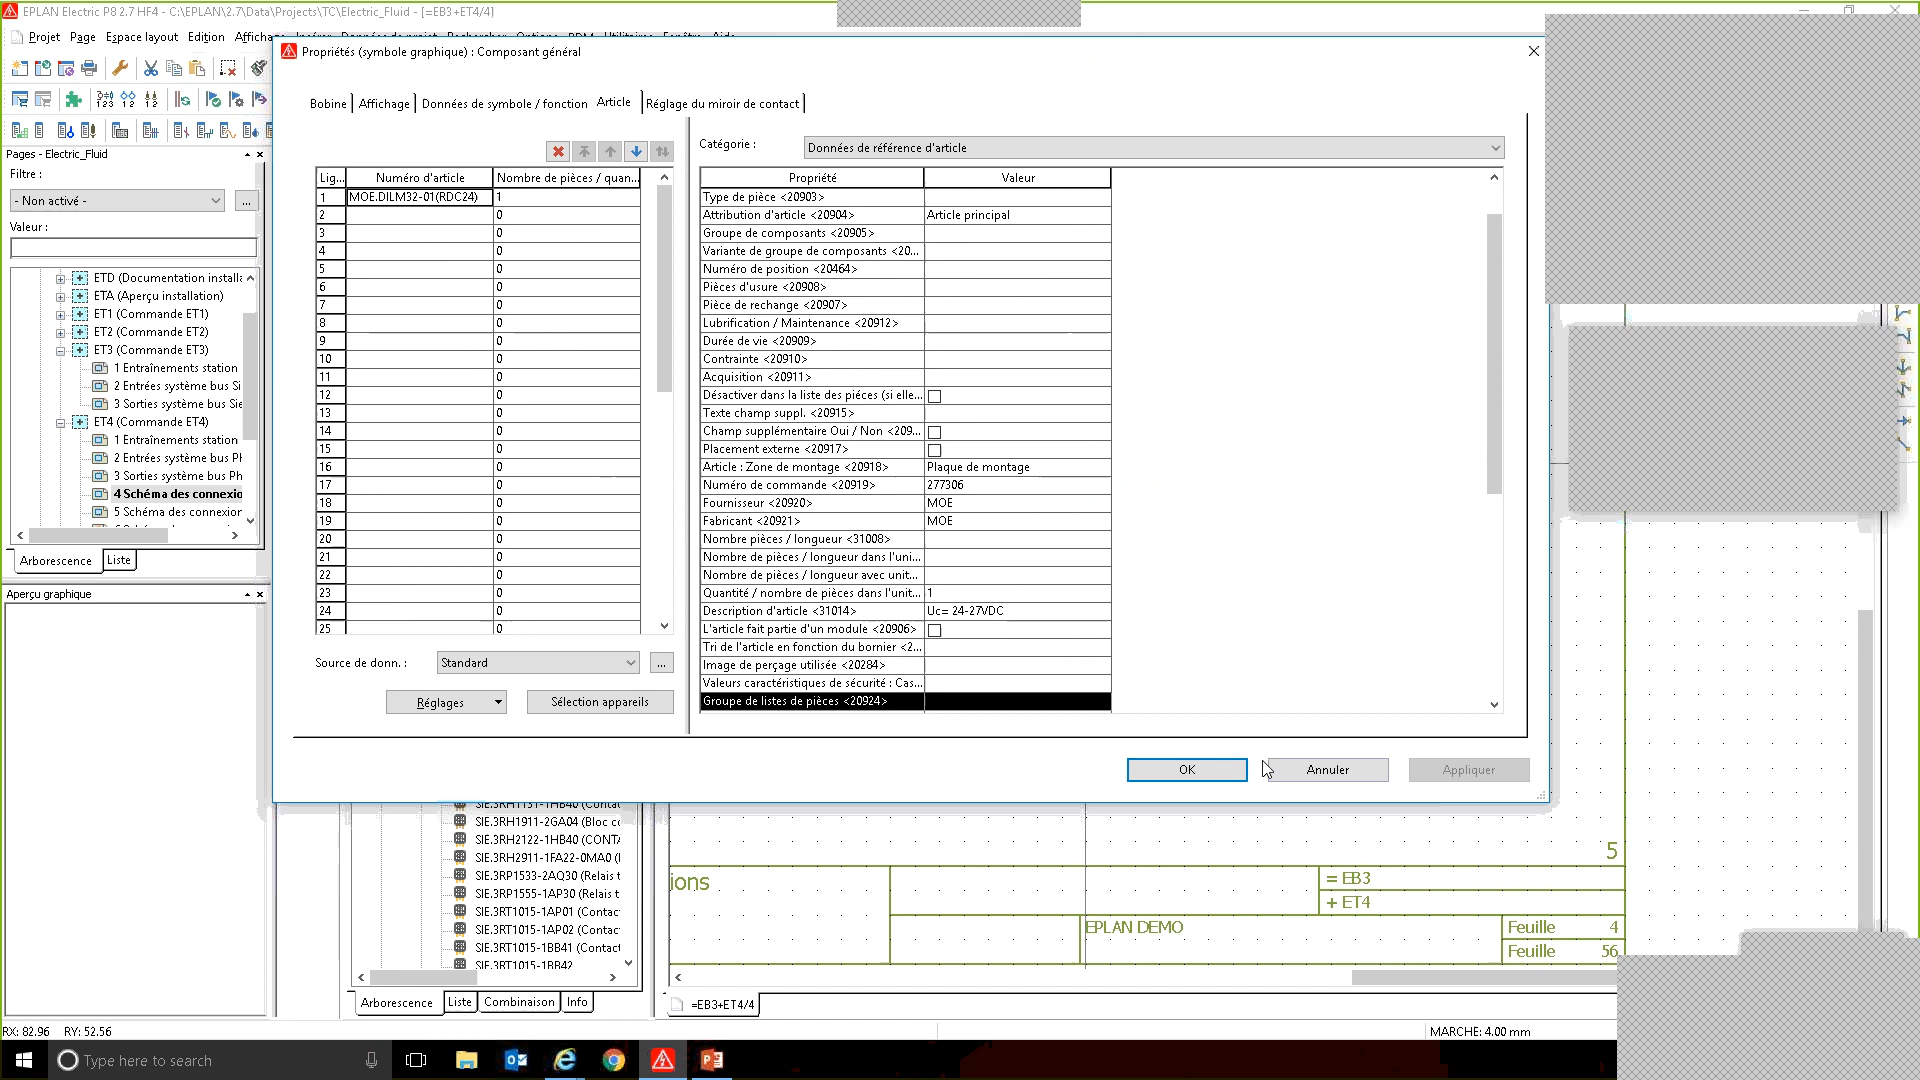 EPLAN Electric P8 2.7 HF4 - C:\EPLAN\2.7\Data\Projects\TC\Electric_Fluid - [=EB3+ET4/4]
Projet Page Espace layout Edition
Propriétés (symbole graphique) : Composant général
Bobine Affichage Données de symbole / fonction Article Réglage du miroir de contact
Pages - Electric_Fluid
Filtre :
- Non activé -
...
Valeur :
ETD (Documentation install
ETA (Aperçu installation)
ET1 (Commande ET1)
ET2 (Commande ET2)
ET3 (Commande ET3)
1 Entraînements station
2 Entrées système bus Si
3 Sorties système bus Sie
ET4 (Commande ET4)
1 Entraînements station
2 Entrées système bus Ph
3 Sorties système bus Ph
4 Schéma des connexio
5 Schéma des connexion
Arborescence Liste
Aperçu graphique
Lig... Numéro d'article Nombre de pièces / quan...
1 MOE.DILM32-01(RDC24) 1
2 0
3 0
4 0
5 0
6 0
7 0
8 0
9 0
10 0
11 0
12 0
13 0
14 0
15 0
16 0
17 0
18 0
19 0
20 0
21 0
22 0
23 0
24 0
25 0
Source de donn. : Standard ...
Réglages Sélection appareils
Catégorie : Données de référence d'article
Propriété Valeur
Type de pièce <20903>
Attribution d'article <20904> Article principal
Groupe de composants <20905>
Variante de groupe de composants <20...
Numéro de position <20464>
Pièces d'usure <20908>
Pièce de rechange <20907>
Lubrification / Maintenance <20912>
Durée de vie <20909>
Contrainte <20910>
Acquisition <20911>
Désactiver dans la liste des piéces (si elle...
Texte champ suppl. <20915>
Champ supplémentaire Oui / Non <209...
Placement externe <20917>
Article : Zone de montage <20918> Plaque de montage
Numéro de commande <20919> 277306
Fournisseur <20920> MOE
Fabricant <20921> MOE
Nombre pièces / longueur <31008>
Nombre de pièces / longueur dans l'uni...
Nombre de pièces / longueur avec unit...
Quantité / nombre de pièces dans l'unit... 1
Description d'article <31014> Uc= 24-27VDC
L'article fait partie d'un module <20906>
Tri de l'article en fonction du bornier <2...
Image de perçage utilisée <20284>
Valeurs caractéristiques de sécurité : Cas...
Groupe de listes de pièces <20924>
OK Annuler Appliquer
SIE.3RH1911-2GA04 (Bloc co
SIE.3RH2122-1HB40 (CONTA
SIE.3RH2911-1FA22-0MA0 (
SIE.3RP1533-2AQ30 (Relais t
SIE.3RP1555-1AP30 (Relais t
SIE.3RT1015-1AP01 (Contac
SIE.3RT1015-1AP02 (Contac
SIE.3RT1015-1BB41 (Contact
SIE.3RT1015-1BB42
Arborescence Liste Combinaison Info
5
ions
= EB3
+ ET4
EPLAN DEMO
Feuille 4
Feuille 56
=EB3+ET4/4
RX: 82.96 RY: 52.56
MARCHE: 4.00 mm
Type here to search